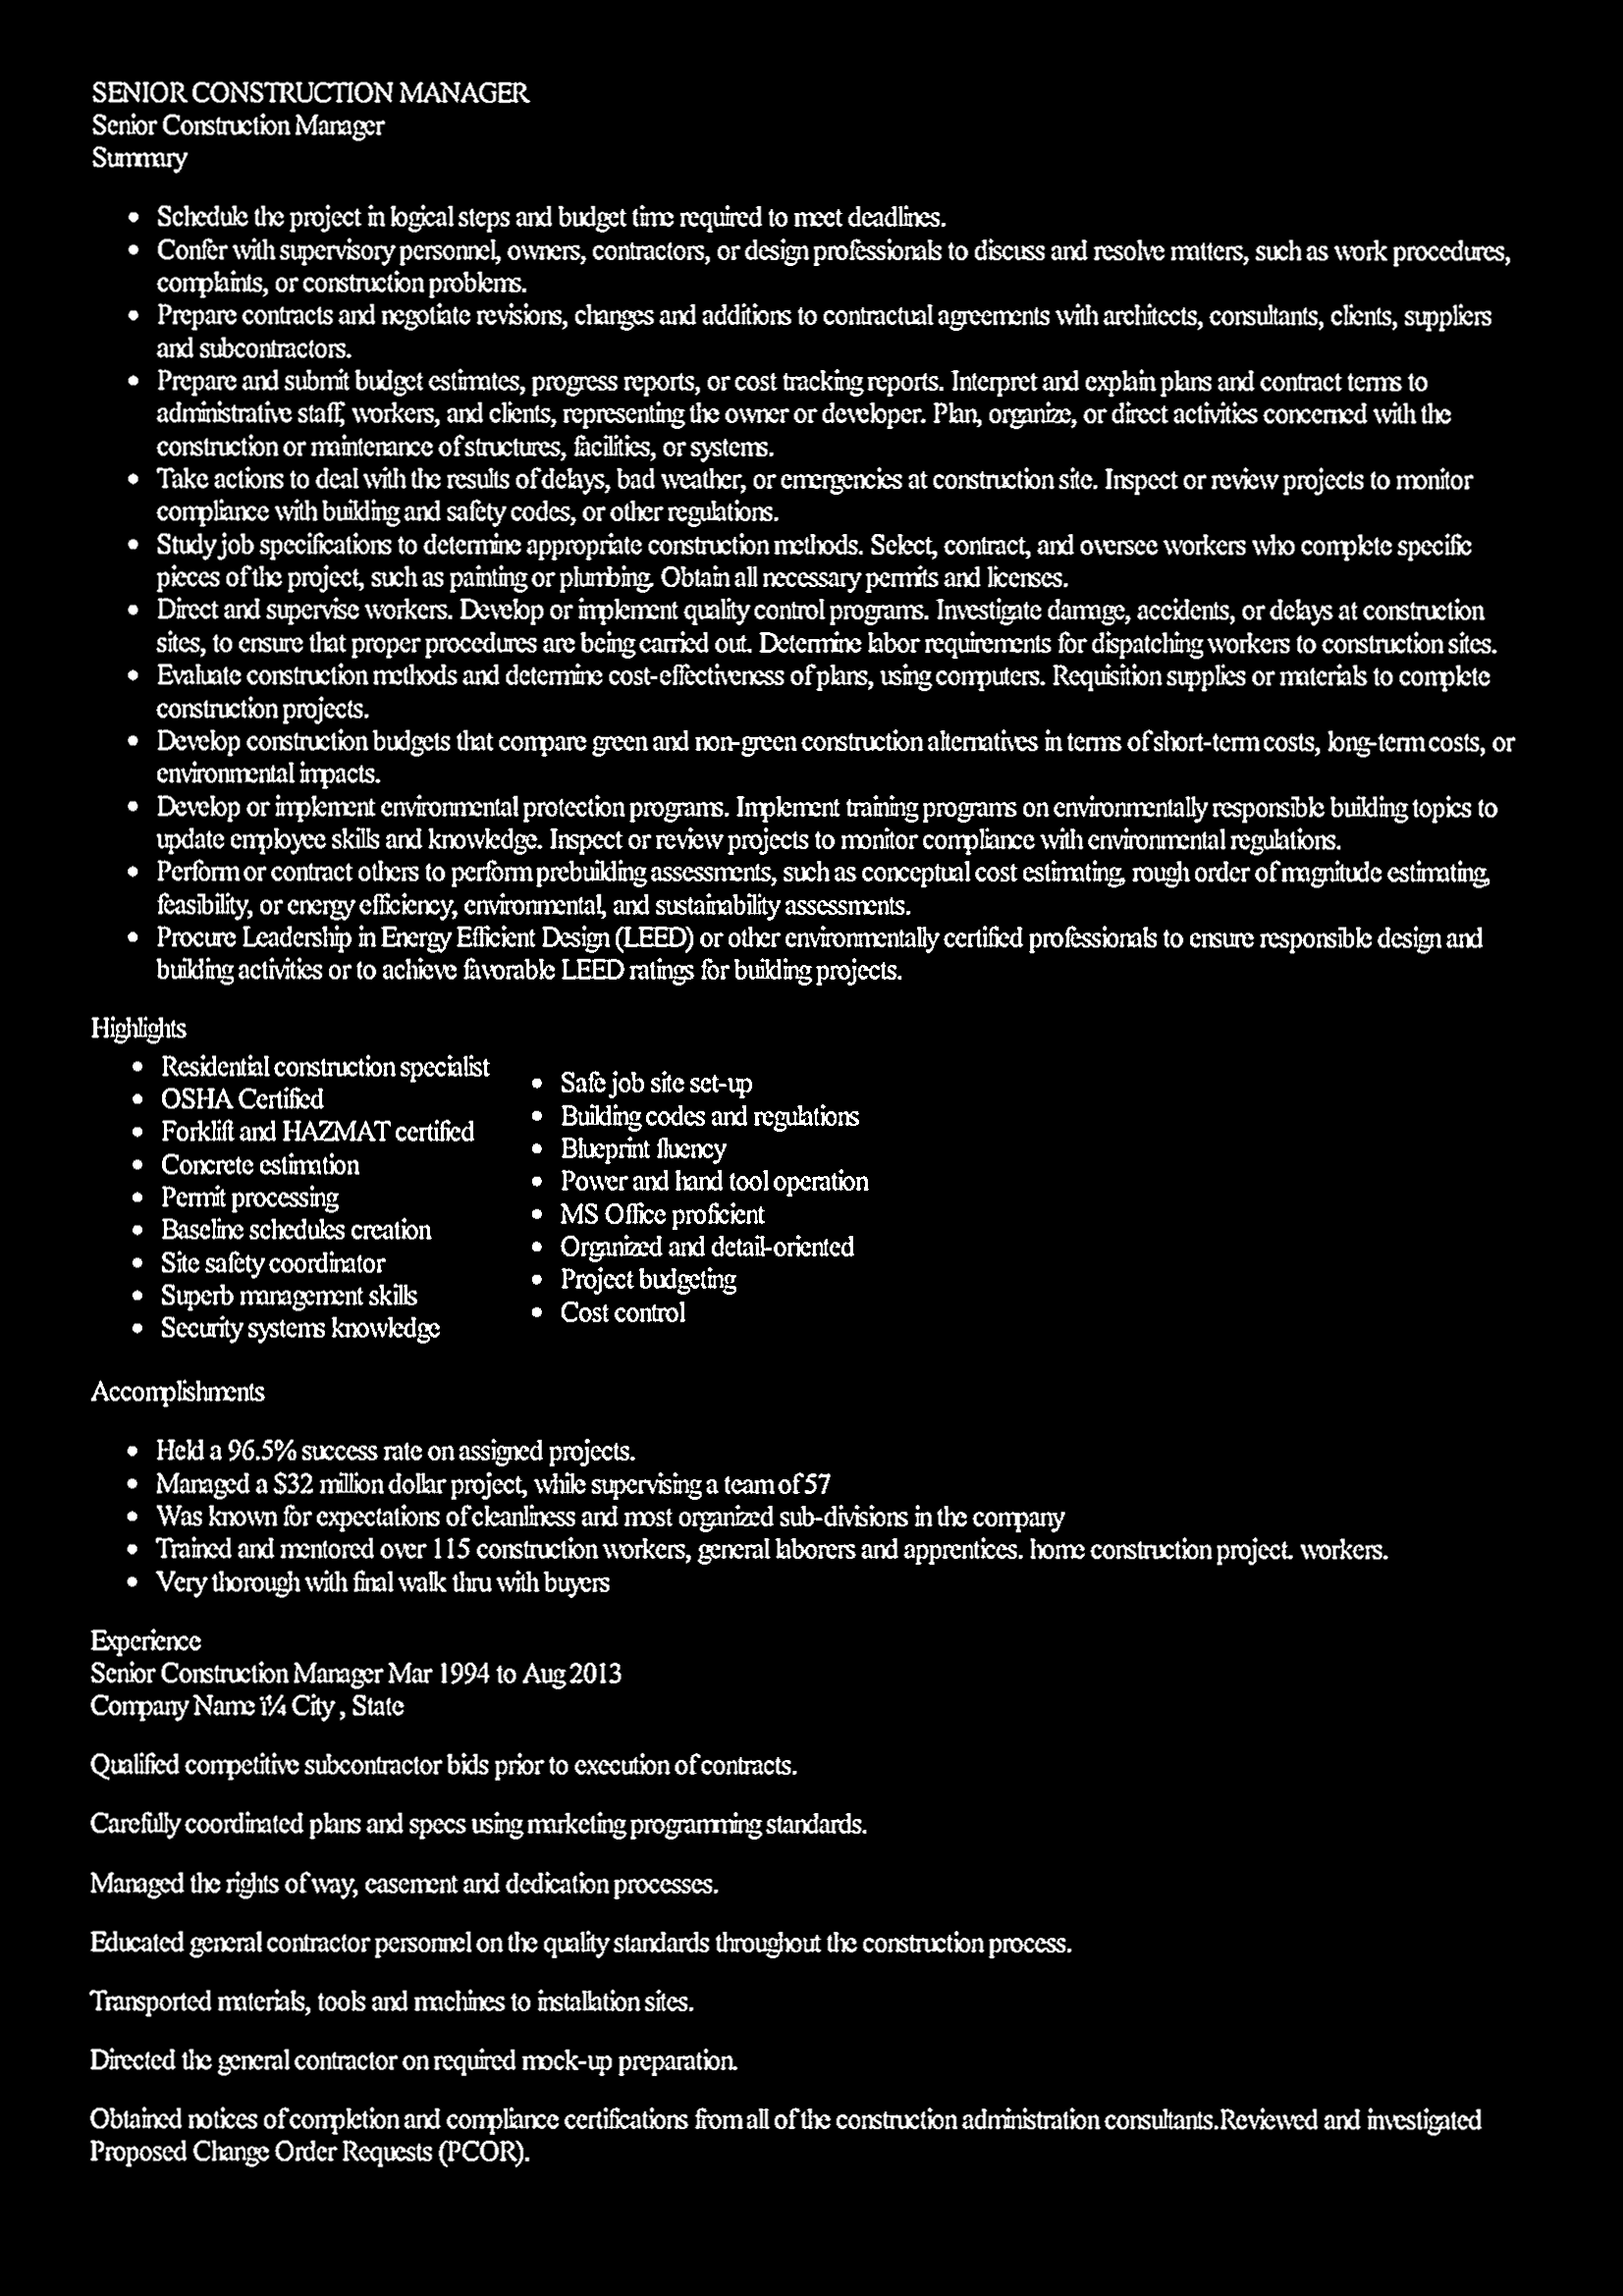 SENIOR CONSTRUCTION MANAGER
Senior Construction Manager
Summary
• Schedule the project in logical steps and budget time required to meet deadlines.
• Confer with supervisory personnel, owners, contractors, or design professionals to discuss and resolve matters, such as work procedures,
complaints, or construction problems.
• Prepare contracts and negotiate revisions, changes and additions to contractual agreements with architects, consultants, clients, suppliers
and subcontractors.
• Prepare and submit budget estimates, progress reports, or cost tracking reports. Interpret and explain plans and contract terms to
administrative staff, workers, and clients, representing the owner or developer. Plan, organize, or direct activities concerned with the
construction or maintenance of structures, facilities, or systems.
• Take actions to deal with the results of delays, bad weather, or emergencies at construction site. Inspect or review projects to monitor
compliance with building and safety codes, or other regulations.
• Study job specifications to determine appropriate construction methods. Select, contract, and oversee workers who complete specific
pieces of the project, such as painting or plumbing. Obtain all necessary permits and licenses.
• Direct and supervise workers. Develop or implement quality control programs. Investigate damage, accidents, or delays at construction
sites, to ensure that proper procedures are being carried out. Determine labor requirements for dispatching workers to construction sites.
• Evaluate construction methods and determine cost-effectiveness of plans, using computers. Requisition supplies or materials to complete
construction projects.
• Develop construction budgets that compare green and non-green construction alternatives in terms of short-term costs, long-term costs, or
environmental impacts.
• Develop or implement environmental protection programs. Implement training programs on environmentally responsible building topics to
update employee skills and knowledge. Inspect or review projects to monitor compliance with environmental regulations.
• Perform or contract others to perform prebuilding assessments, such as conceptual cost estimating, rough order of magnitude estimating,
feasibility, or energy efficiency, environmental, and sustainability assessments.
• Procure Leadership in Energy Efficient Design (LEED) or other environmentally certified professionals to ensure responsible design and
building activities or to achieve favorable LEED ratings for building projects.
Highlights
• Residential construction specialist
• OSHA Certified
• Forklift and HAZMAT certified
• Concrete estimation
• Permit processing
• Baseline schedules creation
• Site safety coordinator
• Superb management skills
• Security systems knowledge
• Safe job site set-up
• Building codes and regulations
• Blueprint fluency
• Power and hand tool operation
• MS Office proficient
• Organized and detail-oriented
• Project budgeting
• Cost control
Accomplishments
• Held a 96.5% success rate on assigned projects.
• Managed a $32 million dollar project, while supervising a team of 57
• Was known for expectations of cleanliness and most organized sub-divisions in the company
• Trained and mentored over 115 construction workers, general laborers and apprentices. home construction project. workers.
• Very thorough with final walk thru with buyers
Experience
Senior Construction Manager Mar 1994 to Aug 2013
Company Name ï¼ City , State
Qualified competitive subcontractor bids prior to execution of contracts.
Carefully coordinated plans and specs using marketing programming standards.
Managed the rights of way, easement and dedication processes.
Educated general contractor personnel on the quality standards throughout the construction process.
Transported materials, tools and machines to installation sites.
Directed the general contractor on required mock-up preparation.
Obtained notices of completion and compliance certifications from all of the construction administration consultants.Reviewed and investigated
Proposed Change Order Requests (PCOR).